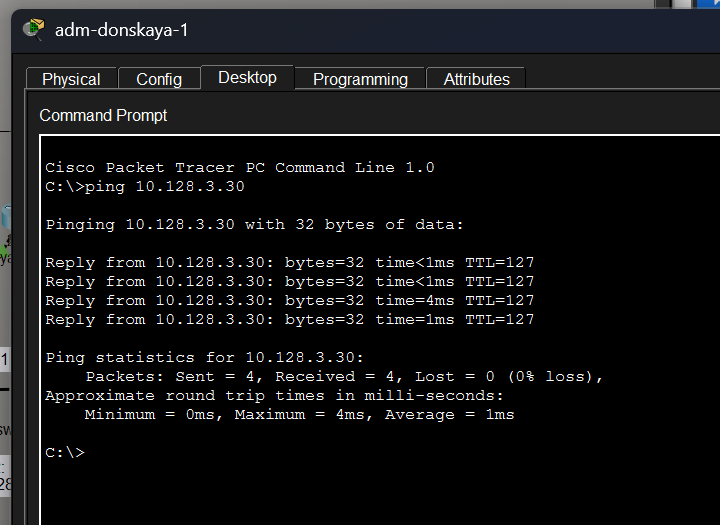 adm-donskaya-1
Physical Config Desktop Programming Attributes
Command Prompt
Cisco Packet Tracer PC Command Line 1.0
C:\>ping 10.128.3.30
Pinging 10.128.3.30 with 32 bytes of data:
Reply from 10.128.3.30: bytes=32 time<1ms TTL=127
Reply from 10.128.3.30: bytes=32 time<1ms TTL=127
Reply from 10.128.3.30: bytes=32 time=4ms TTL=127
Reply from 10.128.3.30: bytes=32 time=1ms TTL=127
Ping statistics for 10.128.3.30:
Packets: Sent = 4, Received = 4, Lost = 0 (0% loss),
Approximate round trip times in milli-seconds:
Minimum = 0ms, Maximum = 4ms, Average = 1ms
C:\>